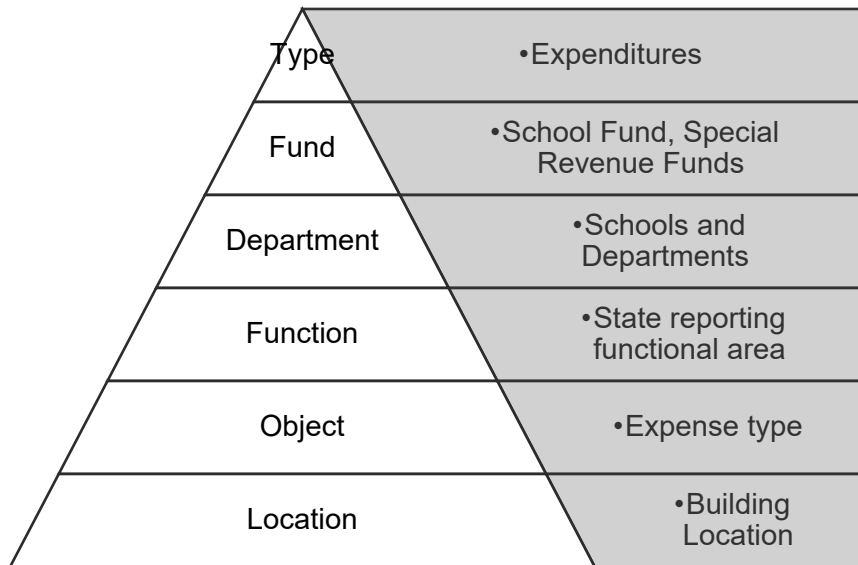 Type
•Expenditures
Fund
•School Fund, Special
Revenue Funds
Department
•Schools and
Departments
Function
•State reporting
functional area
Object
•Expense type
Location
•Building
Location